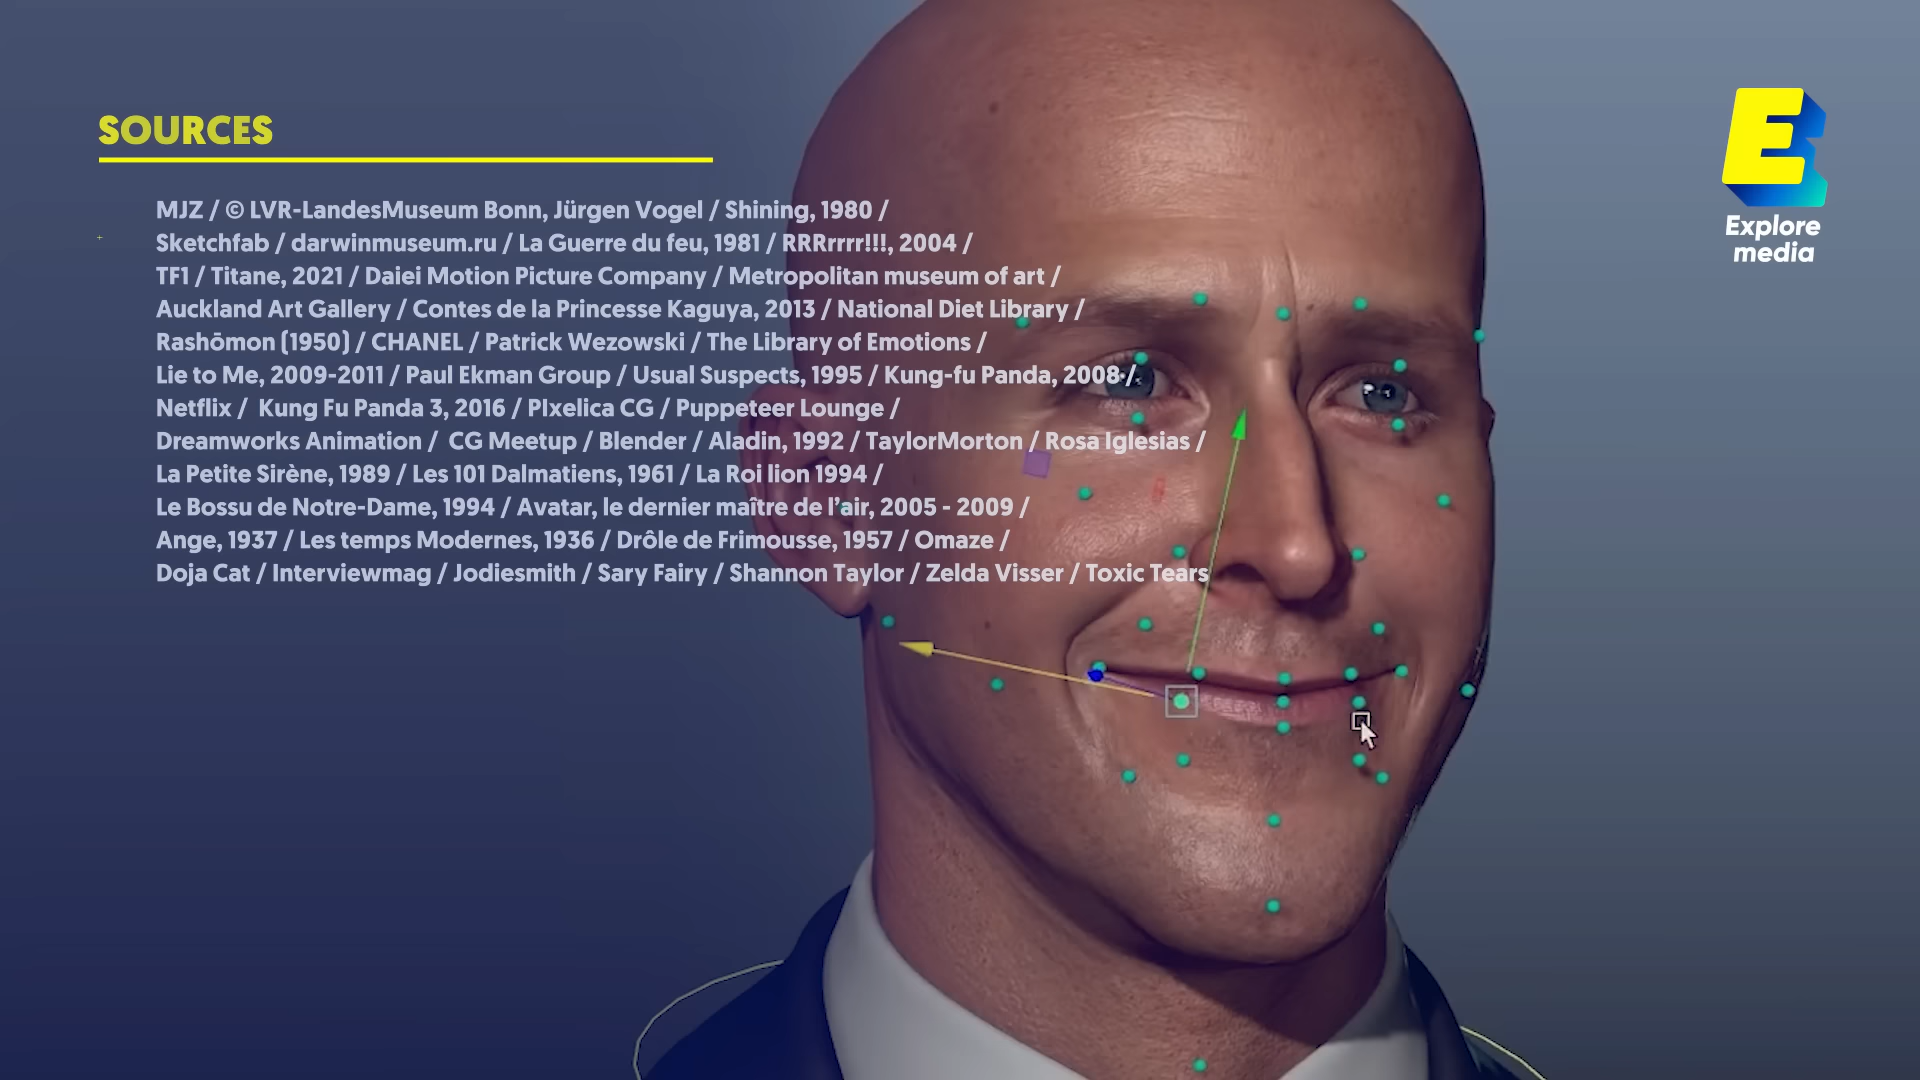 SOURCES
MJZ / © LVR-LandesMuseum Bonn, Jürgen Vogel / Shining, 1980 /
Sketchfab / darwinmuseum.ru / La Guerre du feu, 1981 / RRRrrrr!!!, 2004 /
TF1 / Titane, 2021 / Daiei Motion Picture Company / Metropolitan museum of art /
Auckland Art Gallery / Contes de la Princesse Kaguya, 2013 / National Diet Library /
Rashōmon (1950) / CHANEL / Patrick Wezowski / The Library of Emotions /
Lie to Me, 2009-2011 / Paul Ekman Group / Usual Suspects, 1995 / Kung-fu Panda, 2008 /
Netflix / Kung Fu Panda 3, 2016 / PIxelica CG / Puppeteer Lounge /
Dreamworks Animation / CG Meetup / Blender / Aladin, 1992 / TaylorMorton / Rosa Iglesias /
La Petite Sirène, 1989 / Les 101 Dalmatiens, 1961 / La Roi lion 1994 /
Le Bossu de Notre-Dame, 1994 / Avatar, le dernier maître de l'air, 2005 - 2009 /
Ange, 1937 / Les temps Modernes, 1936 / Drôle de Frimousse, 1957 / Omaze /
Doja Cat / Interviewmag / Jodiesmith / Sary Fairy / Shannon Taylor / Zelda Visser / Toxic Tears
E
Explore
media